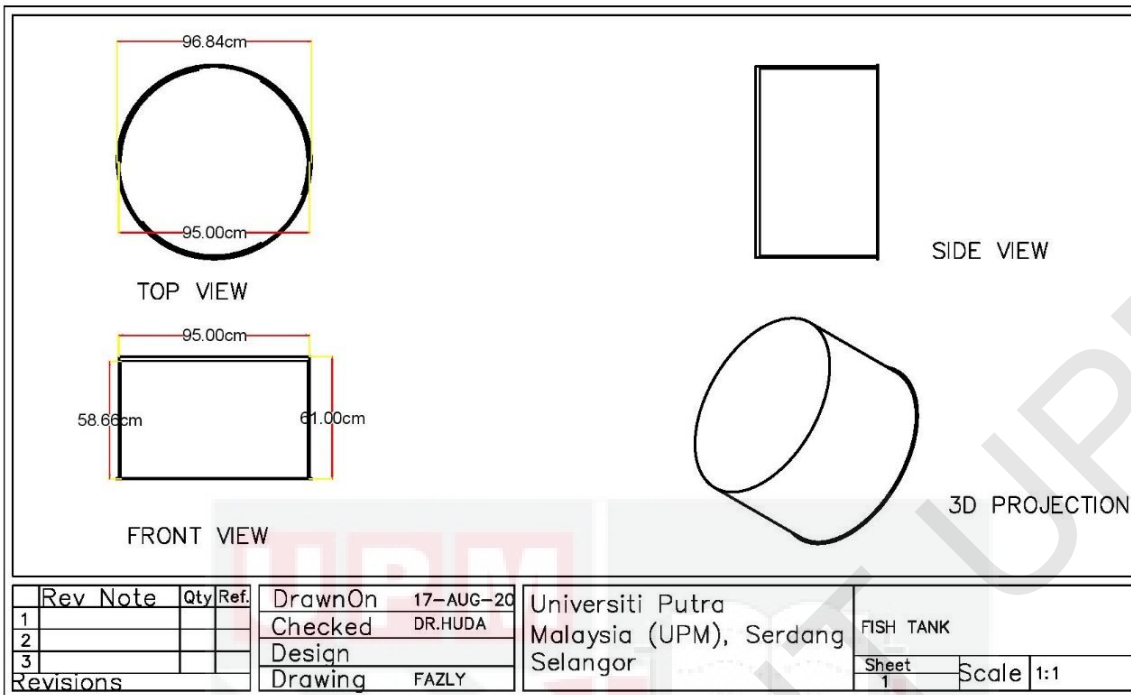 96.84cm
95.00cm
TOP VIEW
SIDE VIEW
95.00cm
58.66cm
61.00cm
FRONT VIEW
3D PROJECTION
UPM
Rev Note Qty Ref.
1
2
3
Revisions
DrawnOn 17-AUG-20
Checked DR.HUDA
Design
Drawing FAZLY
Universiti Putra
Malaysia (UPM), Serdang
Selangor
FISH TANK
Sheet
1
Scale 1:1